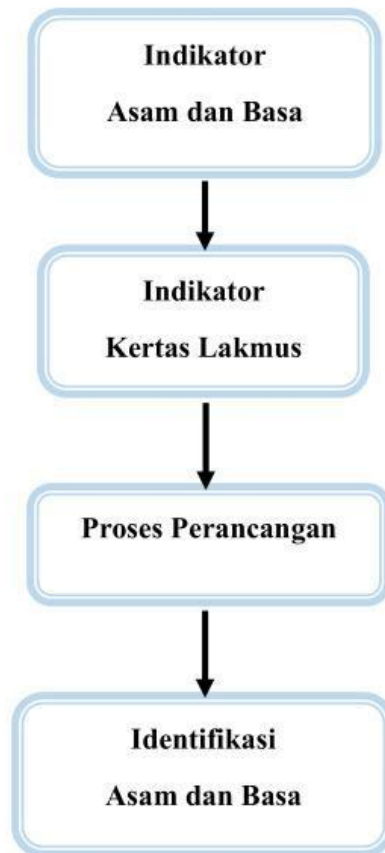 Indikator
Asam dan Basa
Indikator
Kertas Lakmus
Proses Perancangan
Identifikasi
Asam dan Basa